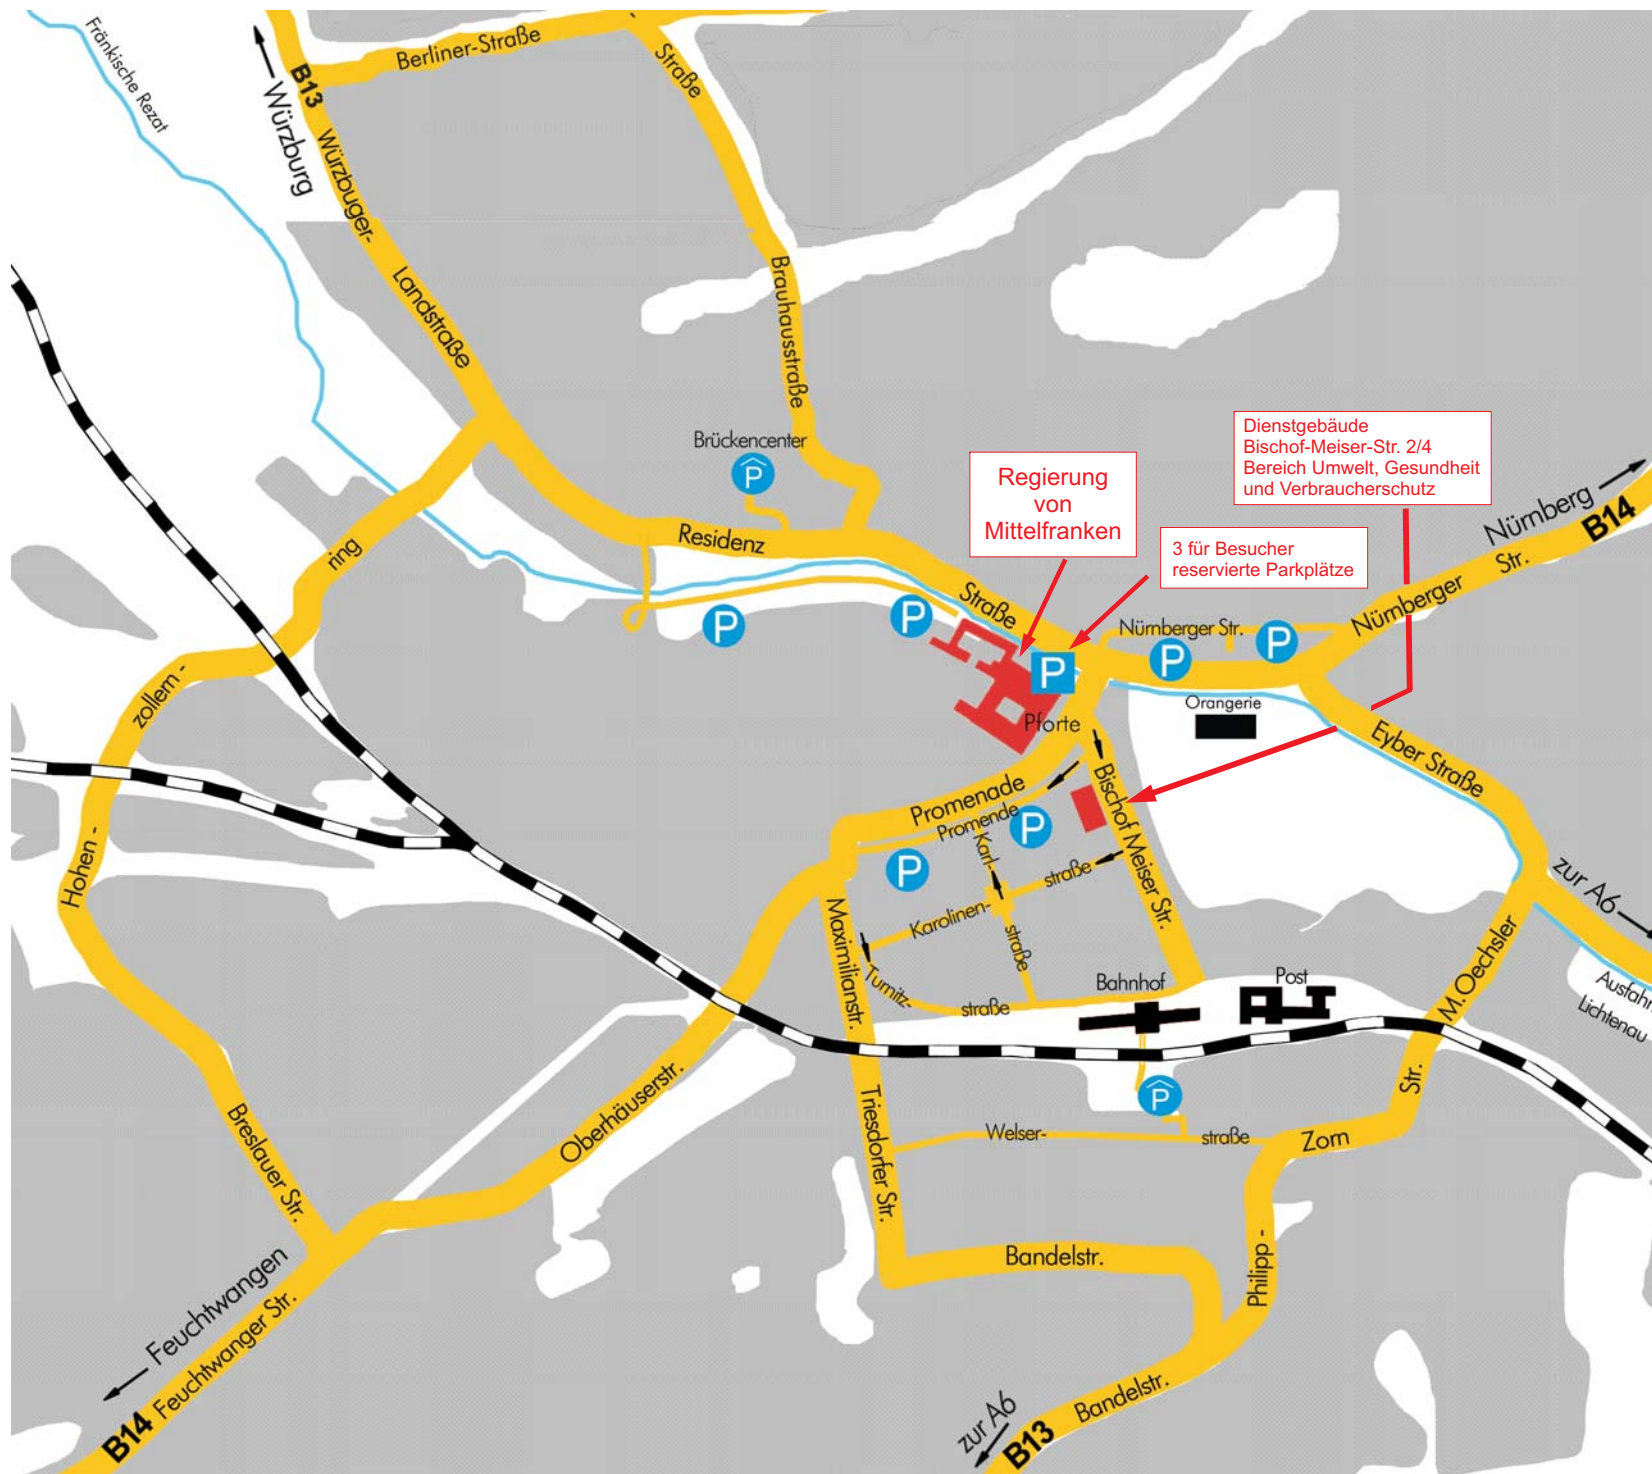 Fränkische Rezat
B13
Würzburg
Berliner-Straße
Straße
Würzbuger-
Landstraße
Brauhausstraße
Brückencenter
P
Dienstgebäude
Bischof-Meiser-Str. 2/4
Bereich Umwelt, Gesundheit
und Verbraucherschutz
Regierung
von
Mittelfranken
3 für Besucher
reservierte Parkplätze
Nürnberg
B14
Nürnberger Str.
Residenz
Straße
ring
zollern -
Hohen -
P
P
P
Nürnberger Str.
P
P
Orangerie
Pforte
Eyber Straße
Promenade
Promende
P
P
Bischof Meiser Str.
Karl-
straße
Karolinen-
straße
Maximilianstr.
Turnitz-
straße
Bahnhof
Post
zur A6
Ausfahr
Lichtenau
M.Oechsler
Str.
P
Welser-
straße
Zorn
Philipp -
Oberhäuserstr.
Triesdorfer Str.
Breslauer Str.
Bandelstr.
Feuchtwangen
B14
Feuchtwanger Str.
zur A6
B13
Bandelstr.